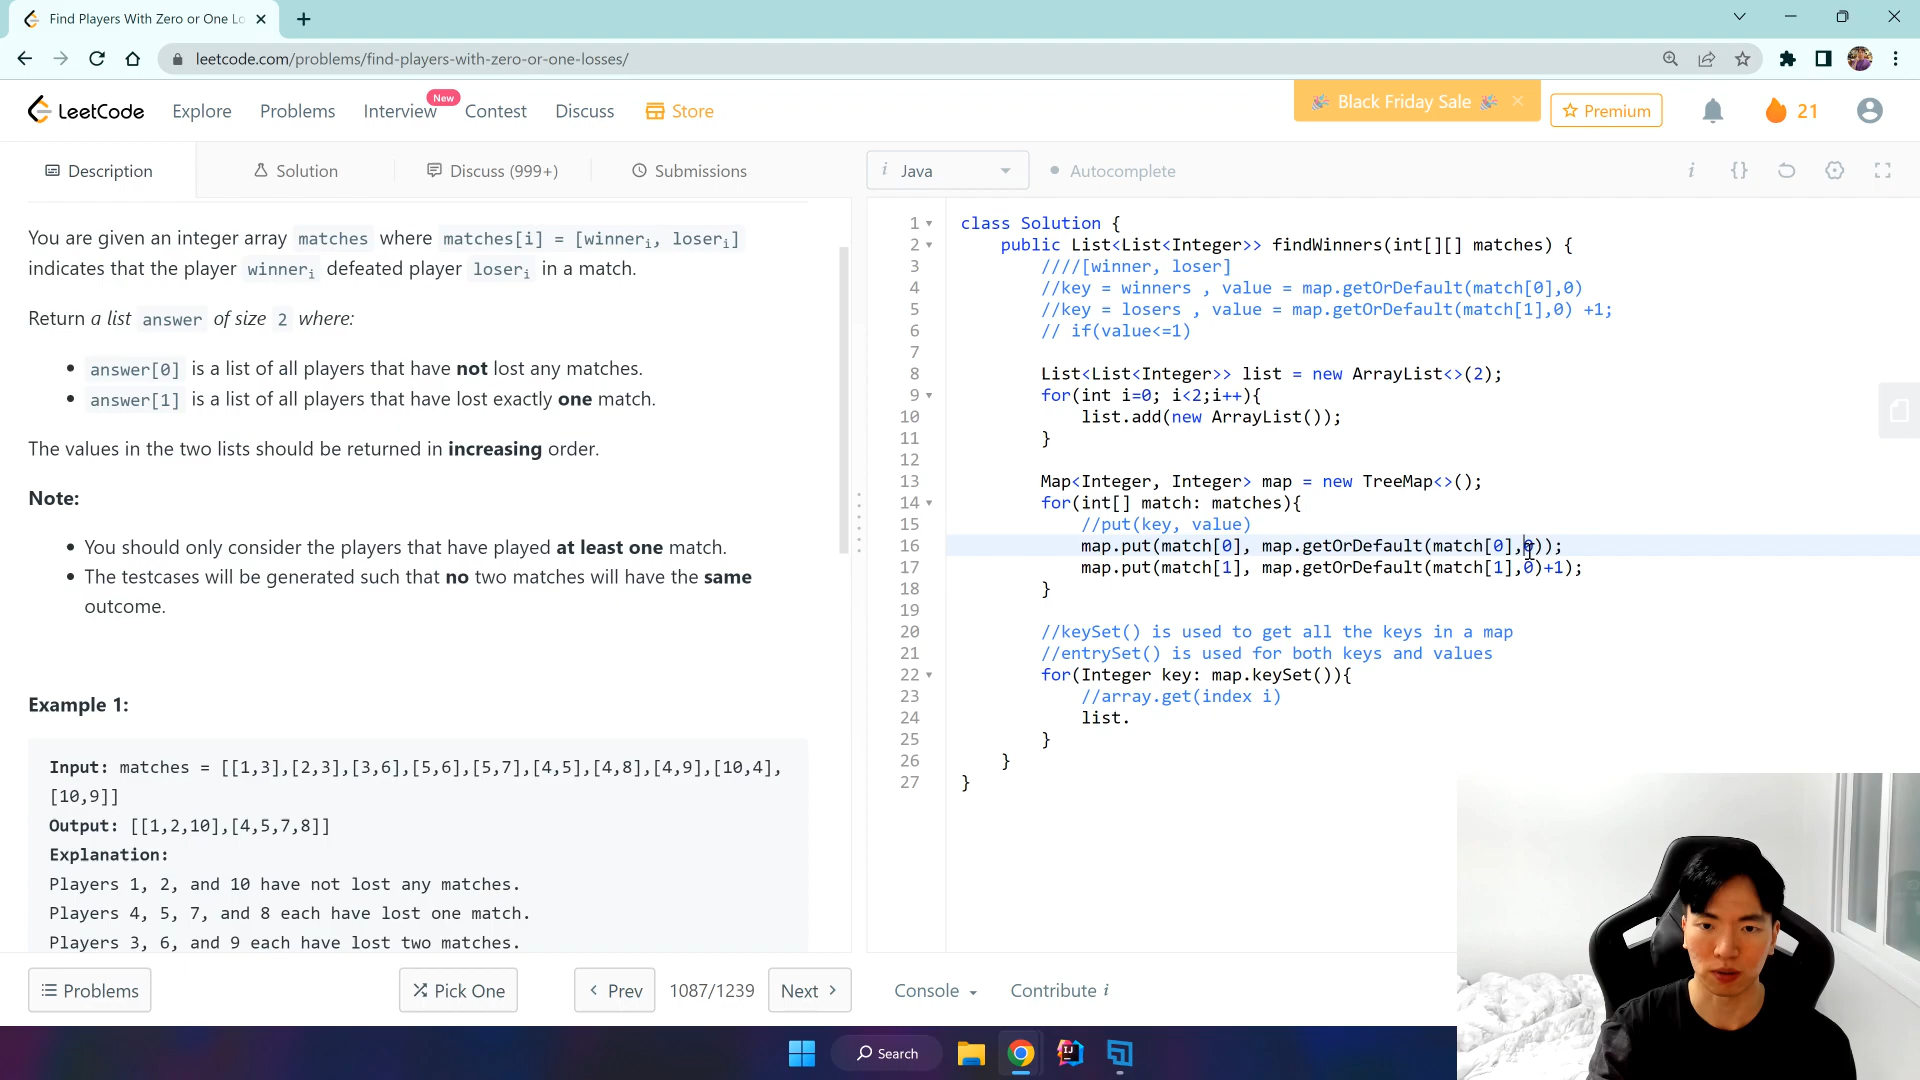 Find Players With Zero or One Lo
leetcode.com/problems/find-players-with-zero-or-one-losses/
LeetCode
Explore
Problems
Interview
New
Contest
Discuss
Store
Black Friday Sale
Premium
21
Description
Solution
Discuss (999+)
Submissions
i Java
Autocomplete
You are given an integer array matches where matches[i] = [winneri, loseri]
indicates that the player winneri defeated player loseri in a match.
Return a list answer of size 2 where:
• answer[0] is a list of all players that have not lost any matches.
• answer[1] is a list of all players that have lost exactly one match.
The values in the two lists should be returned in increasing order.
Note:
• You should only consider the players that have played at least one match.
• The testcases will be generated such that no two matches will have the same
outcome.
Example 1:
Input: matches = [[1,3],[2,3],[3,6],[5,6],[5,7],[4,5],[4,8],[4,9],[10,4],
[10,9]]
Output: [[1,2,10],[4,5,7,8]]
Explanation:
Players 1, 2, and 10 have not lost any matches.
Players 4, 5, 7, and 8 each have lost one match.
Players 3, 6, and 9 each have lost two matches.
1 class Solution {
2 public List<List<Integer>> findWinners(int[][] matches) {
3 ////[winner, loser]
4 //key = winners , value = map.getOrDefault(match[0],0)
5 //key = losers , value = map.getOrDefault(match[1],0) +1;
6 // if(value<=1)
7
8 List<List<Integer>> list = new ArrayList<>(2);
9 for(int i=0; i<2;i++){
10 list.add(new ArrayList());
11 }
12
13 Map<Integer, Integer> map = new TreeMap<>();
14 for(int[] match: matches){
15 //put(key, value)
16 map.put(match[0], map.getOrDefault(match[0],0));
17 map.put(match[1], map.getOrDefault(match[1],0)+1);
18 }
19
20 //keySet() is used to get all the keys in a map
21 //entrySet() is used for both keys and values
22 for(Integer key: map.keySet()){
23 //array.get(index i)
24 list.
25 }
26 }
27 }
Problems
Pick One
Prev
1087/1239
Next
Console
Contribute i
Search